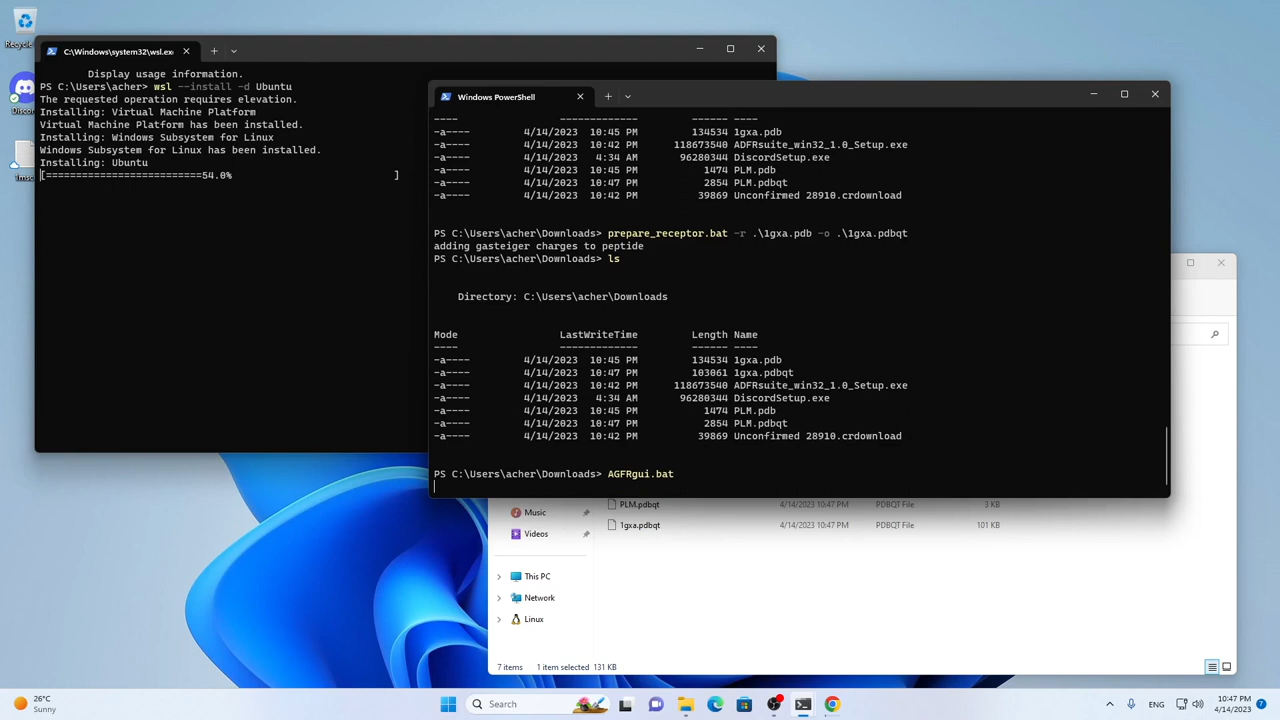 Recycle
Discor
1msc
C:\Windows\system32\wsl.exe
Display usage information.
PS C:\Users\acher> wsl --install -d Ubuntu
The requested operation requires elevation.
Installing: Virtual Machine Platform
Virtual Machine Platform has been installed.
Installing: Windows Subsystem for Linux
Windows Subsystem for Linux has been installed.
Installing: Ubuntu
[==========================54.0% ]
Windows PowerShell
---- ------------- ------ ----
-a---- 4/14/2023 10:45 PM 134534 1gxa.pdb
-a---- 4/14/2023 10:42 PM 118673540 ADFRsuite_win32_1.0_Setup.exe
-a---- 4/14/2023 4:34 AM 96280344 DiscordSetup.exe
-a---- 4/14/2023 10:45 PM 1474 PLM.pdb
-a---- 4/14/2023 10:47 PM 2854 PLM.pdbqt
-a---- 4/14/2023 10:42 PM 39869 Unconfirmed 28910.crdownload
PS C:\Users\acher\Downloads> prepare_receptor.bat -r .\1gxa.pdb -o .\1gxa.pdbqt
adding gasteiger charges to peptide
PS C:\Users\acher\Downloads> ls
Directory: C:\Users\acher\Downloads
Mode LastWriteTime Length Name
---- ------------- ------ ----
-a---- 4/14/2023 10:45 PM 134534 1gxa.pdb
-a---- 4/14/2023 10:47 PM 103061 1gxa.pdbqt
-a---- 4/14/2023 10:42 PM 118673540 ADFRsuite_win32_1.0_Setup.exe
-a---- 4/14/2023 4:34 AM 96280344 DiscordSetup.exe
-a---- 4/14/2023 10:45 PM 1474 PLM.pdb
-a---- 4/14/2023 10:47 PM 2854 PLM.pdbqt
-a---- 4/14/2023 10:42 PM 39869 Unconfirmed 28910.crdownload
PS C:\Users\acher\Downloads> AGFRgui.bat
PLM.pdbqt 4/14/2023 10:47 PM PDBQT File 3 KB
Music
1gxa.pdbqt 4/14/2023 10:47 PM PDBQT File 101 KB
Videos
This PC
Network
Linux
7 items 1 item selected 131 KB
26°C
Sunny
Search
ENG
10:47 PM
4/14/2023
7